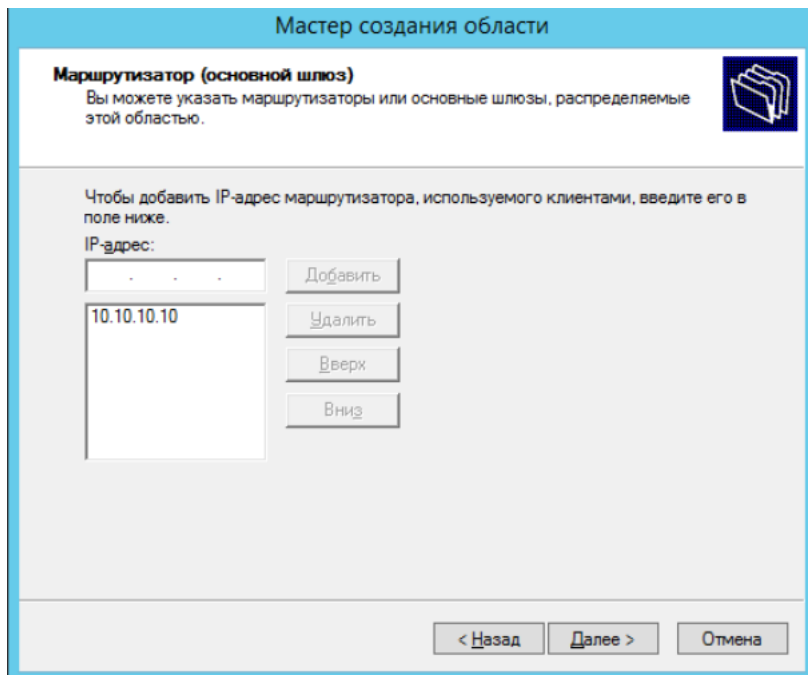 Мастер создания области
Маршрутизатор (основной шлюз)
Вы можете указать маршрутизаторы или основные шлюзы, распределяемые
этой областью.
Чтобы добавить IP-адрес маршрутизатора, используемого клиентами, введите его в
поле ниже.
IP-адрес:
. . .
Добавить
10.10.10.10
Удалить
Вверх
Вниз
< Назад
Далее >
Отмена